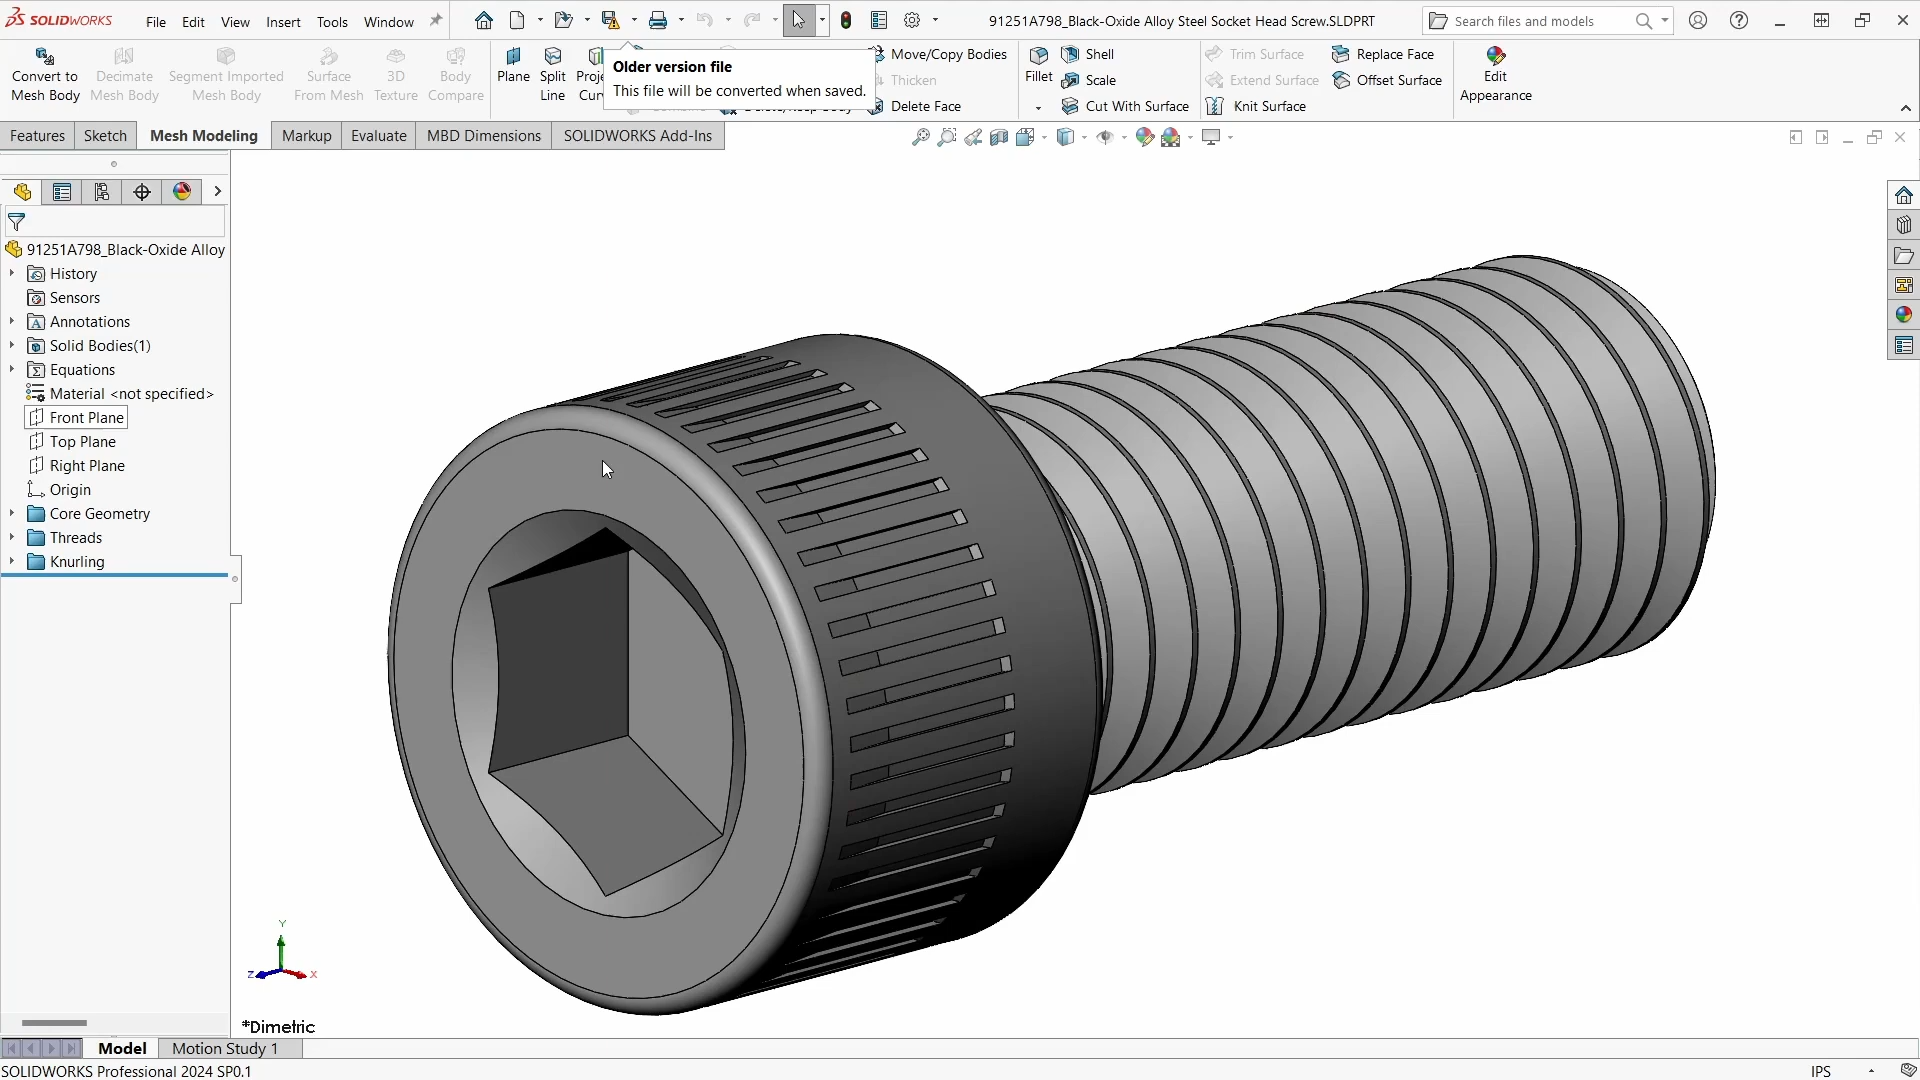 SOLIDWORKS File Edit View Insert Tools Window 91251A798_Black-Oxide Alloy Steel Socket Head Screw.SLDPRT Search files and models
Convert to Mesh Body
Decimate Mesh Body
Segment Imported Mesh Body
Surface From Mesh
3D Texture
Body Compare
Plane
Split Line
Older version file
This file will be converted when saved.
Move/Copy Bodies
Thicken
Delete Face
Fillet
Shell
Scale
Cut With Surface
Trim Surface
Extend Surface
Knit Surface
Replace Face
Offset Surface
Edit Appearance
Features Sketch Mesh Modeling Markup Evaluate MBD Dimensions SOLIDWORKS Add-Ins
91251A798_Black-Oxide Alloy
History
Sensors
Annotations
Solid Bodies(1)
Equations
Material <not specified>
Front Plane
Top Plane
Right Plane
Origin
Core Geometry
Threads
Knurling
Y
Z X
*Dimetric
Model Motion Study 1
SOLIDWORKS Professional 2024 SP0.1 IPS